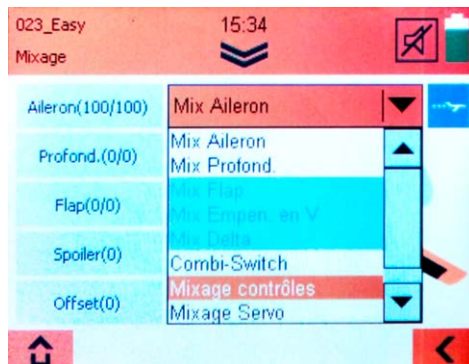 023_Easy
15:34
Mixage
Aileron(100/100)
Mix Aileron
Profond.(0/0)
Flap(0/0)
Spoiler(0)
Offset(0)
Mix Aileron
Mix Profond.
Mix Flap
Mix Empen. en V
Mix Delta
Combi-Switch
Mixage contrôles
Mixage Servo